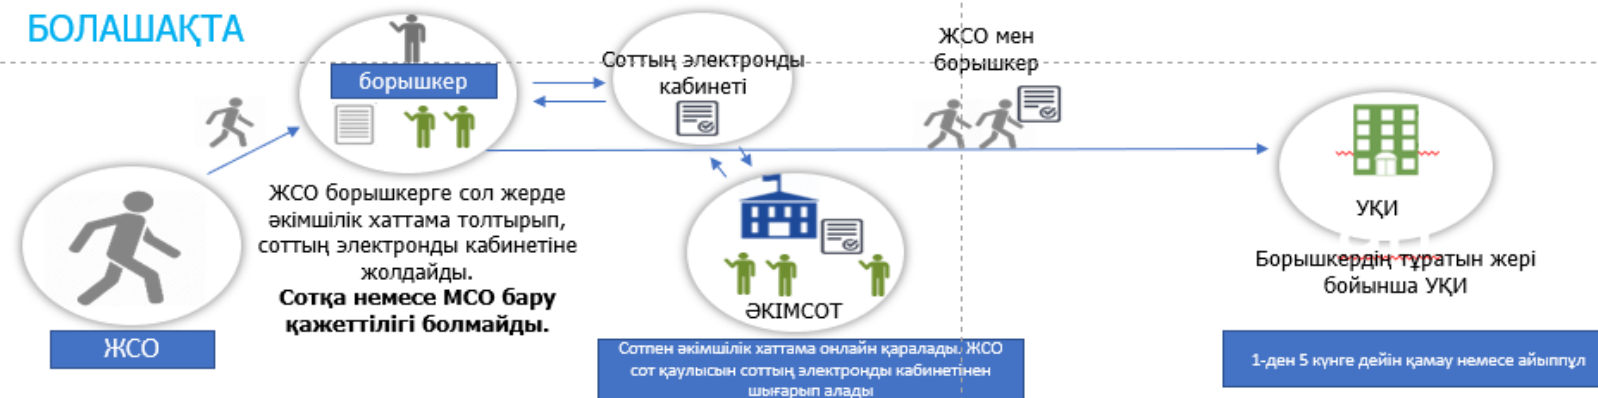 БОЛАШАҚТА
борышкер
Соттың электронды
кабинеті
ЖСО мен
борышкер
ЖСО борышкерге сол жерде
әкімшілік хаттама толтырып,
соттың электронды кабинетіне
жолдайды.
Сотқа немесе МСО бару
қажеттілігі болмайды.
ЖСО
ӘКІМСОТ
Сотпен әкімшілік хаттама онлайн қаралады. ЖСО
сот қаулысын соттың электронды кабинетінен
шығарып алады
УҚИ
Борышкердің тұратын жері
бойынша УҚИ
1-ден 5 күнге дейін қамау немесе айыппұл